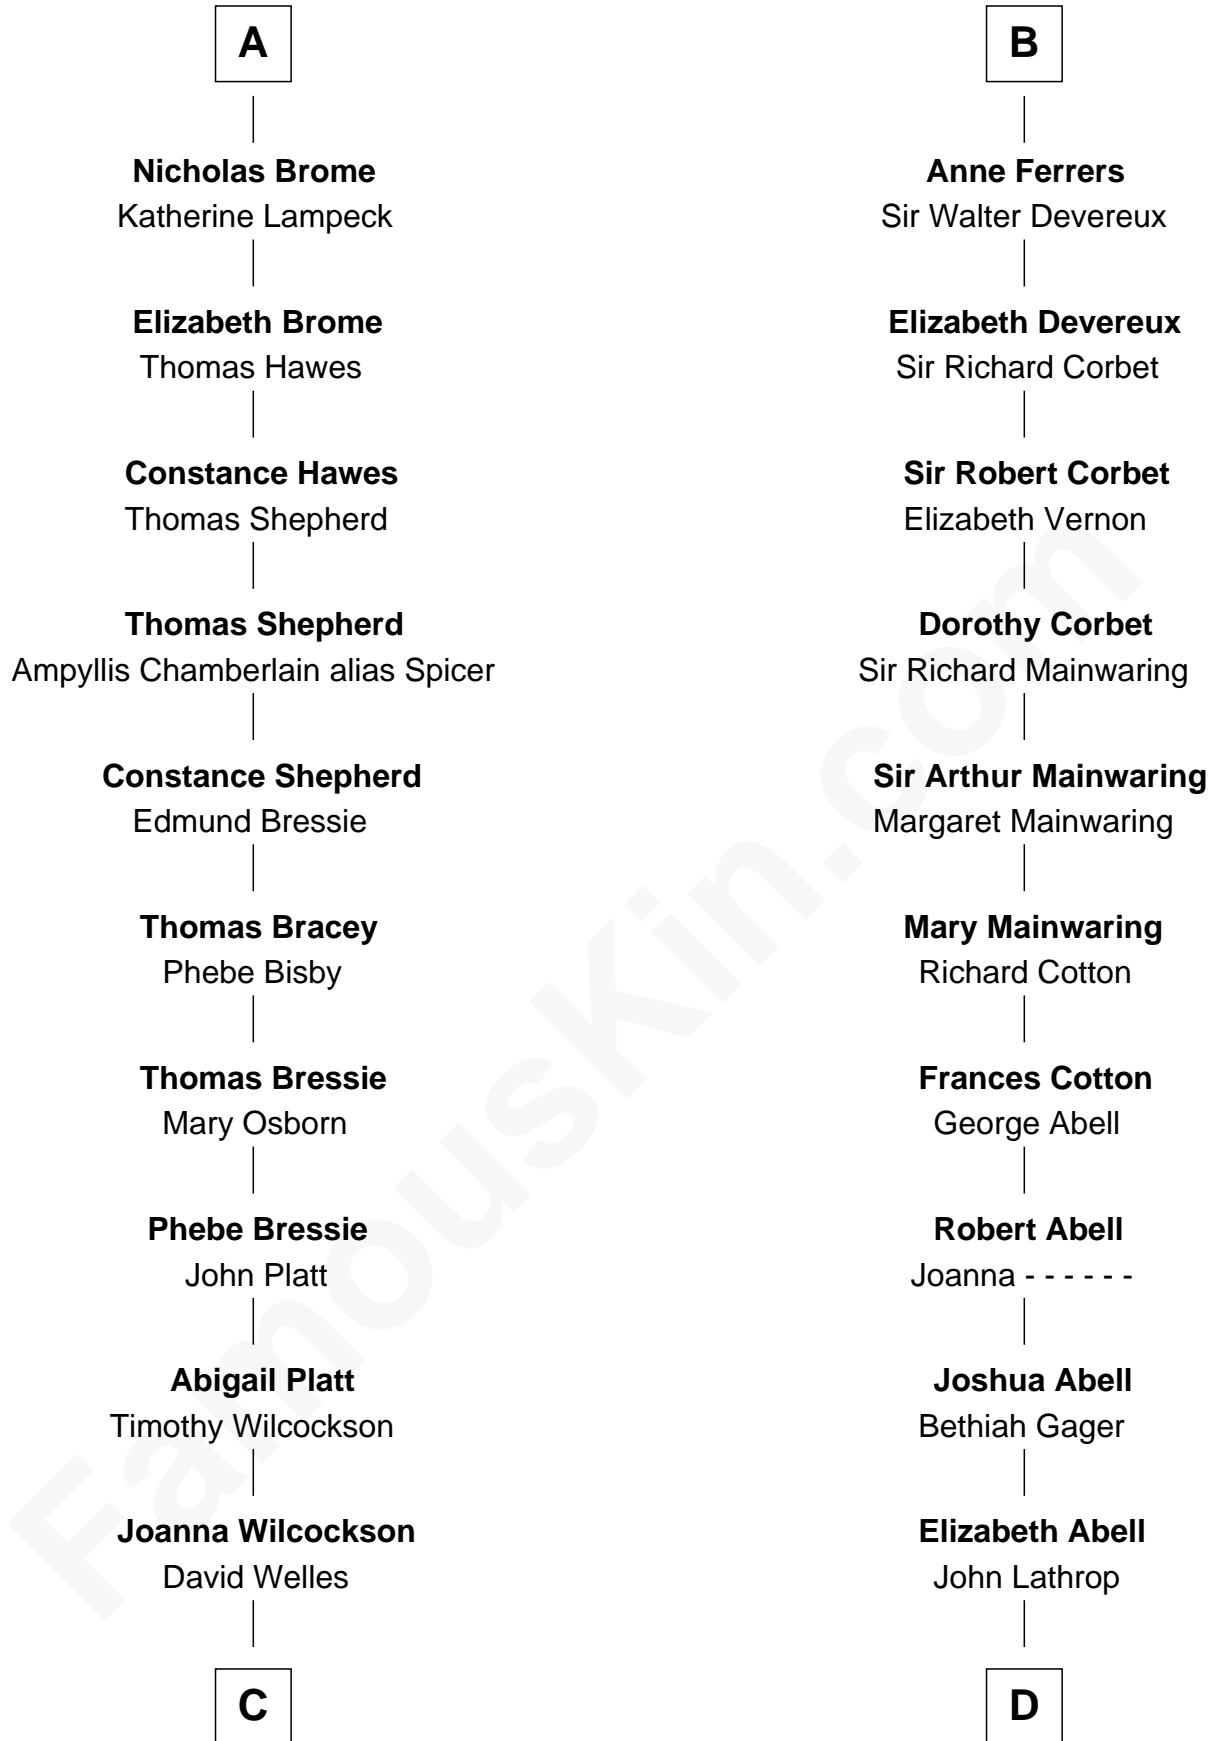 A
Nicholas Brome
Katherine Lampeck
Elizabeth Brome
Thomas Hawes
Constance Hawes
Thomas Shepherd
Thomas Shepherd
Ampyllis Chamberlain alias Spicer
Constance Shepherd
Edmund Bressie
Thomas Bracey
Phebe Bisby
Thomas Bressie
Mary Osborn
Phebe Bressie
John Platt
Abigail Platt
Timothy Wilcockson
Joanna Wilcockson
David Welles
C
B
Anne Ferrers
Sir Walter Devereux
Elizabeth Devereux
Sir Richard Corbet
Sir Robert Corbet
Elizabeth Vernon
Dorothy Corbet
Sir Richard Mainwaring
Sir Arthur Mainwaring
Margaret Mainwaring
Mary Mainwaring
Richard Cotton
Frances Cotton
George Abell
Robert Abell
Joanna - - - - - -
Joshua Abell
Bethiah Gager
Elizabeth Abell
John Lathrop
D
FamousKin.com